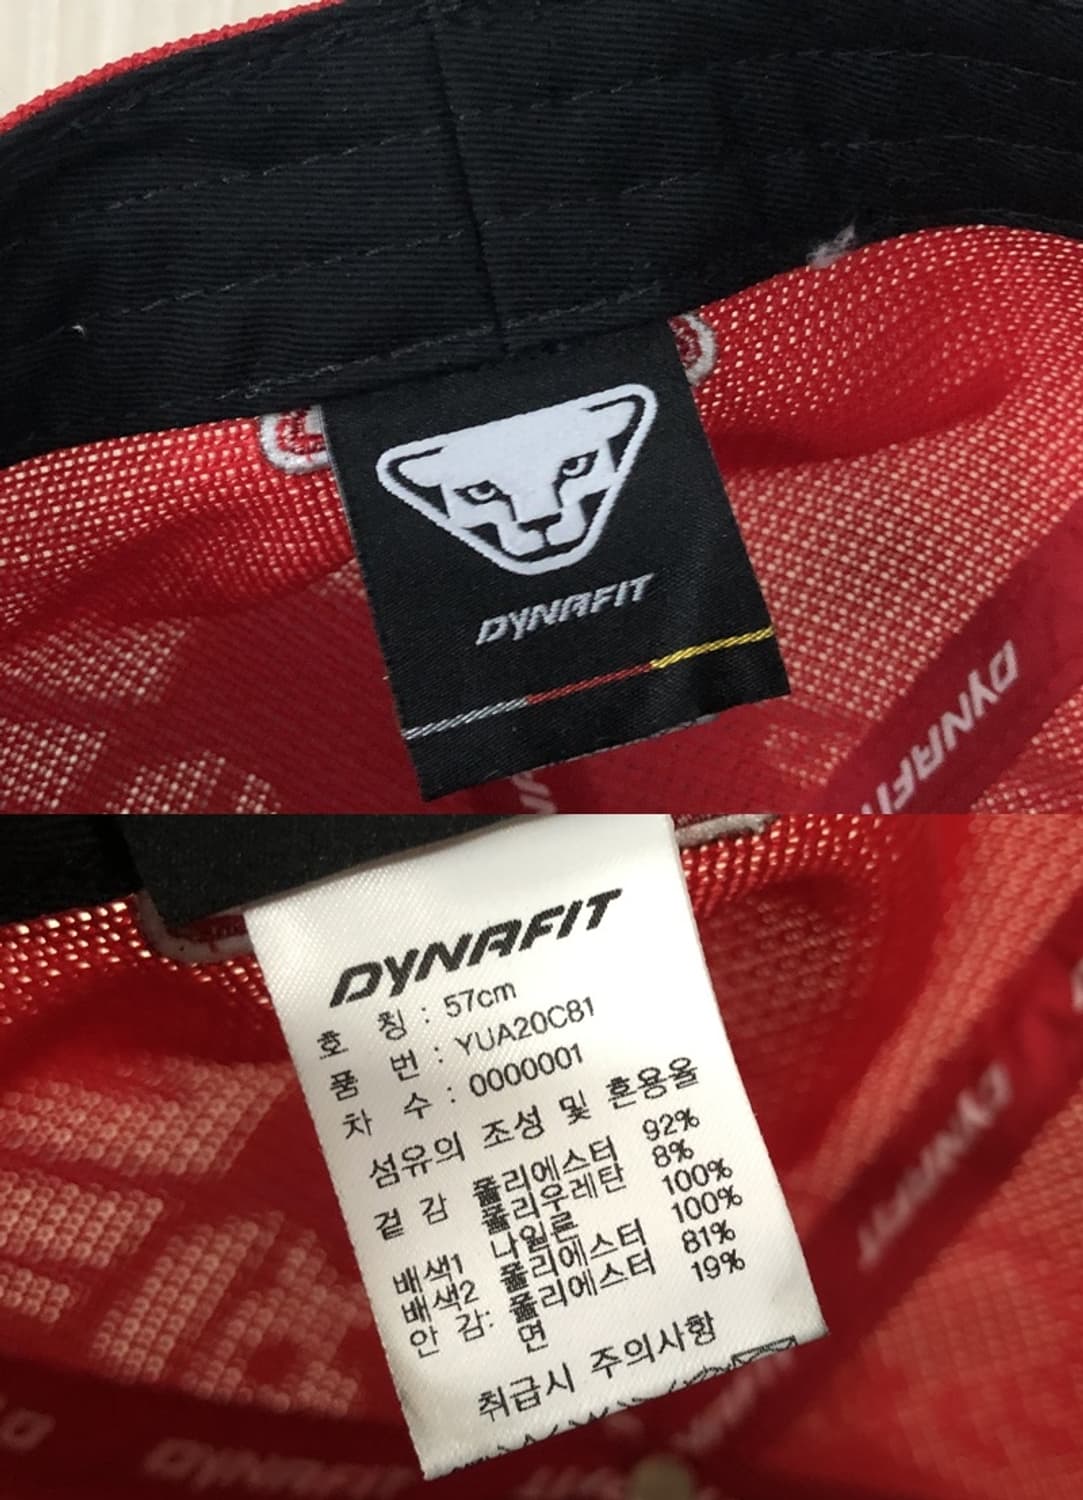 DYNAFIT
DYNAFIT
DYNAFIT
호 칭 : 57cm
품 번 : YUA20C81
차 수 : 0000001
섬유의 조성 및 혼용율
겉 감 폴리에스터 92%
폴리우레탄 8%
배색1 나일론 100%
배색2 폴리에스터 100%
안 감: 폴리에스터 81%
면 19%
취급시 주의사항
DYNAFIT
DYNAFIT